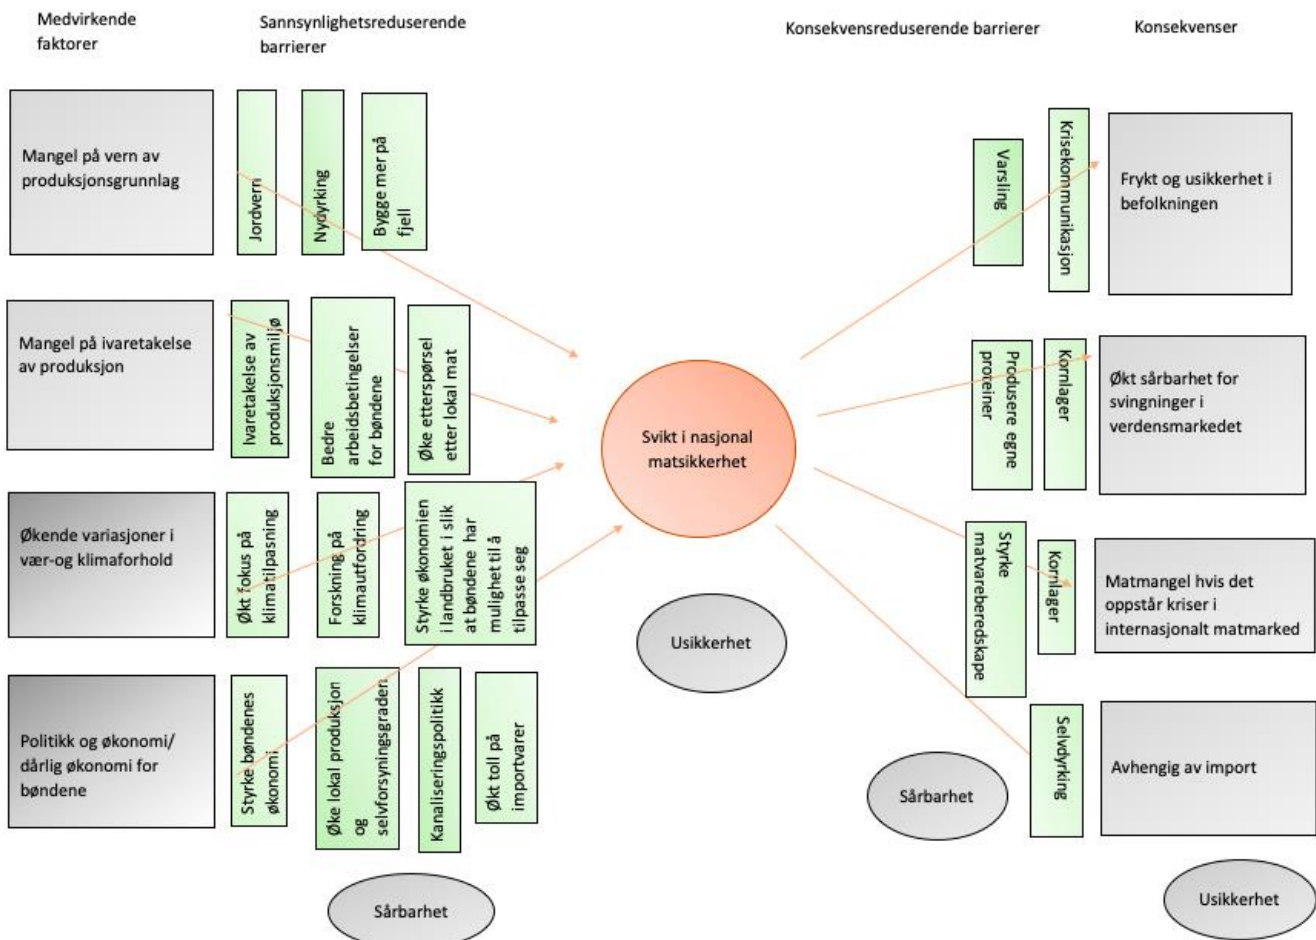 Medvirkende
faktorer
Sannsynlighetsreduserende
barrierer
Konsekvensreduserende barrierer
Konsekvenser
Mangel på vern av
produksjonsgrunnlag
Jordvern
Nydyrking
Bygge mer på
fjell
Varsling
Krisekommunikasjon
Frykt og usikkerhet i
befolkningen
Mangel på ivaretakelse
av produksjon
Ivaretakelse av
produksjonsmiljø
Bedre
arbeidsbetingelser
for bøndene
Øke etterspørsel
etter lokal mat
Svikt i nasjonal
matsikkerhet
Produsere egne
proteiner
Kornlager
Økt sårbarhet for
svingninger i
verdensmarkedet
Økende variasjoner i
vær-og klimaforhold
Økt fokus på
klimatilpasning
Forskning på
klimautfordring
Styrke økonomien
i landbruket i slik
at bøndene har
mulighet til å
tilpasse seg
Usikkerhet
Styrke
matvareberedskape
Kornlager
Matmangel hvis det
oppstår kriser i
internasjonalt matmarked
Politikk og økonomi/
dårlig økonomi for
bøndene
Styrke bøndenes
økonomi
Øke lokal produksjon
og
selvforsyningsgraden
Kanaliseringspolitikk
Økt toll på
importvarer
Sårbarhet
Selvdyrking
Avhengig av import
Sårbarhet
Usikkerhet